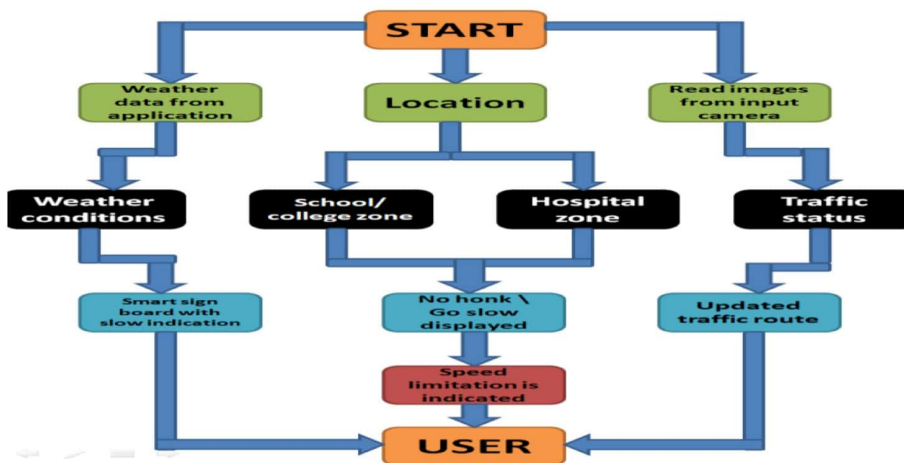 START
Weather
data from
application
Location
Read images
from input
camera
Weather
conditions
School/
college zone
Hospital
zone
Traffic
status
Smart sign
board with
slow indication
No honk \
Go slow
displayed
Updated
traffic route
Speed
limitation is
indicated
USER